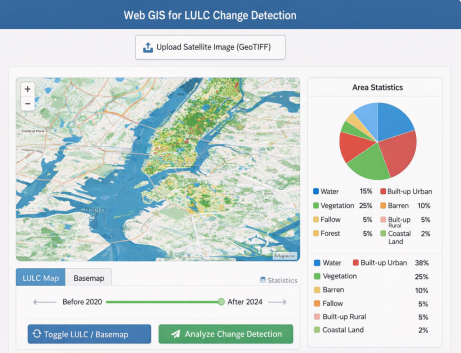 Web GIS for LULC Change Detection
Upload Satellite Image (GeoTIFF)
+
−
Area Statistics
Water 15% Built-up Urban
Vegetation 25% Barren 10%
Fallow 5% Buit-up Rural 5%
Forest 5% Coastal Land 2%
LULC Map Basemap
Statistics
Before 2020 After 2024
Toggle LULC / Basemap
Analyze Change Detection
Water Built-up Urban 38%
Vegetation 25%
Barren 10%
Fallow 5%
Built-up Rural 5%
Coastal Land 2%